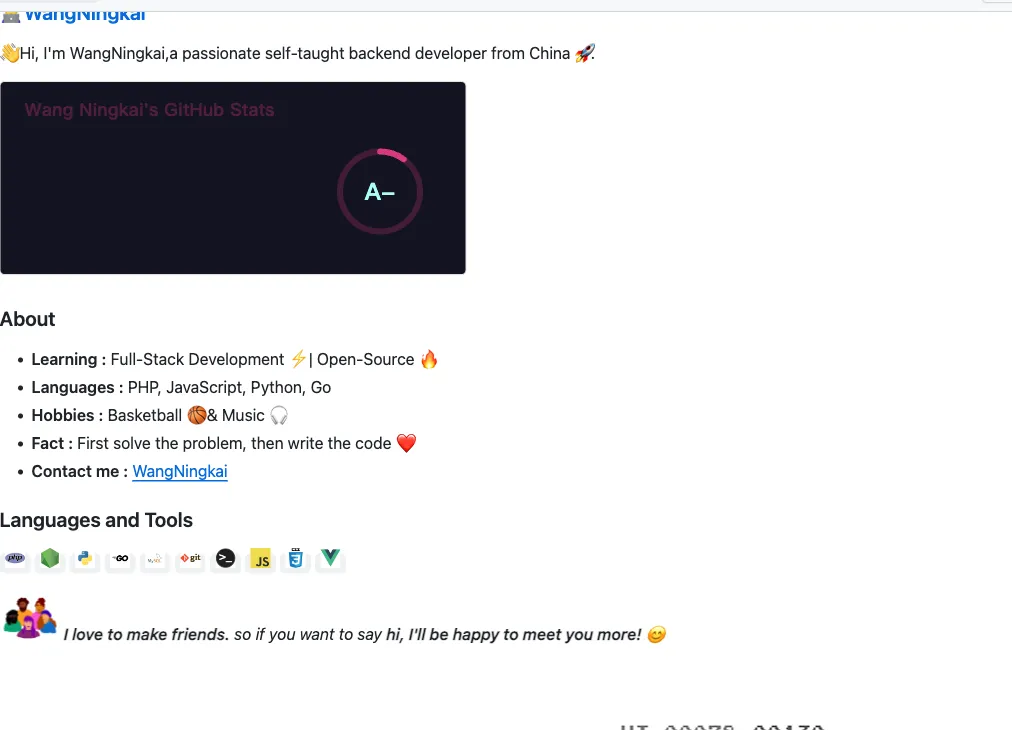 WangNingkai
👋Hi, I'm WangNingkai,a passionate self-taught backend developer from China 🚀.
Wang Ningkai's GitHub Stats
A-
About
• Learning : Full-Stack Development ⚡| Open-Source 🔥
• Languages : PHP, JavaScript, Python, Go
• Hobbies : Basketball 🏀& Music 🎧
• Fact : First solve the problem, then write the code ❤️
• Contact me : WangNingkai
Languages and Tools
php GO MySQL git >_ JS CSS 3
I love to make friends. so if you want to say hi, I'll be happy to meet you more! 😊